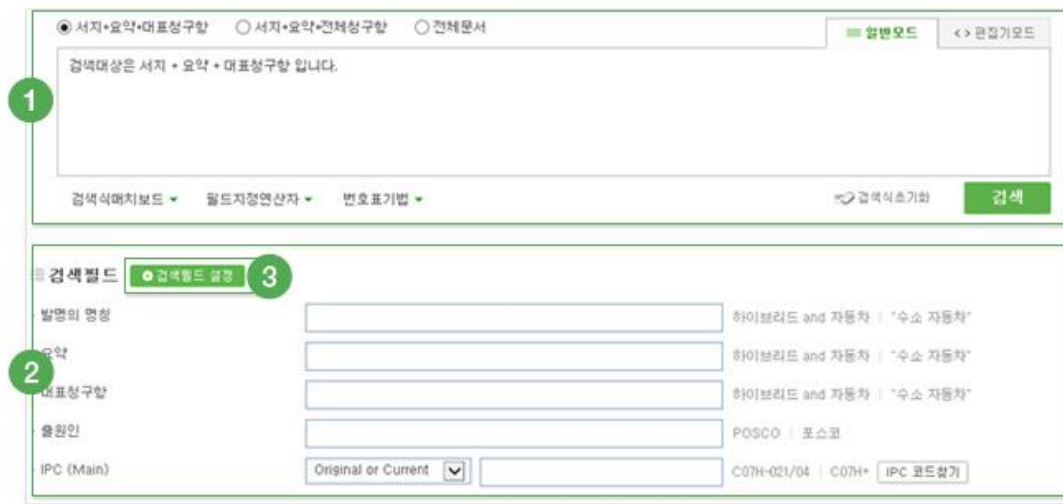 서지+요약+대표청구항 서지+요약+전체청구항 전체문서 일반모드 <> 편집기모드
검색대상은 서지 + 요약 + 대표청구항 입니다.
1
검색식매치보드 필드지정연산자 번호표기법 검색식초기화 검색
검색필드 검색필드 설정 3
발명의 명칭 하이브리드 and 자동차 | "수소 자동차"
요약 하이브리드 and 자동차 | "수소 자동차"
2
대표청구항 하이브리드 and 자동차 | "수소 자동차"
출원인 POSCO | 포스코
IPC (Main) Original or Current C07H-021/04 | C07H* IPC 코드찾기